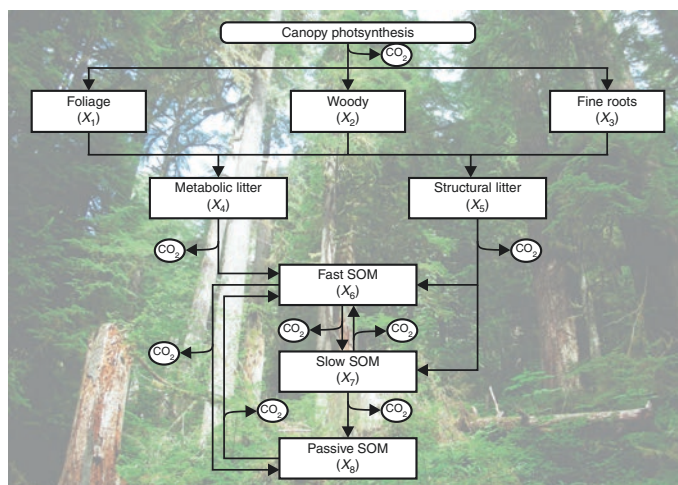 Canopy photsynthesis
CO2
Foliage
(X1)
Woody
(X2)
Fine roots
(X3)
Metabolic litter
(X4)
Structural litter
(X5)
CO2
CO2
Fast SOM
(X6)
CO2
CO2
CO2
Slow SOM
(X7)
CO2
CO2
Passive SOM
(X8)